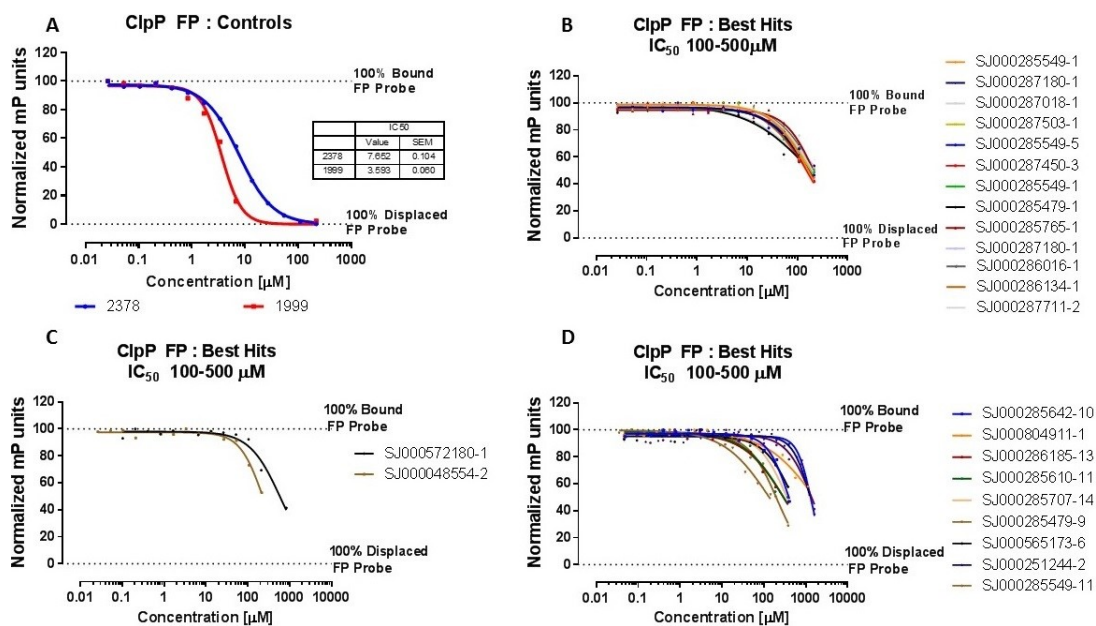 A
ClpP FP : Controls
Normalized mP units
120
100
80
60
40
20
0
100% Bound
FP Probe
IC50
Value SEM
2378 7.652 0.104
1999 3.593 0.060
100% Displaced
FP Probe
0.01 0.1 1 10 100 1000
Concentration [µM]
2378 1999
B
ClpP FP : Best Hits
IC50 100-500µM
Normalized mP units
120
100
80
60
40
20
0
100% Bound
FP Probe
100% Displaced
FP Probe
0.01 0.1 1 10 100 1000
Concentration [µM]
SJ000285549-1
SJ000287180-1
SJ000287018-1
SJ000287503-1
SJ000285549-5
SJ000287450-3
SJ000285549-1
SJ000285479-1
SJ000285765-1
SJ000287180-1
SJ000286016-1
SJ000286134-1
SJ000287711-2
C
ClpP FP : Best Hits
IC50 100-500 µM
Normalized mP units
120
100
80
60
40
20
0
100% Bound
FP Probe
SJ000572180-1
SJ000048554-2
100% Displaced
FP Probe
0.01 0.1 1 10 100 1000 10000
Concentration [µM]
D
ClpP FP : Best Hits
IC50 100-500 µM
Normalized mP units
120
100
80
60
40
20
0
100% Bound
FP Probe
100% Displaced
FP Probe
0.01 0.1 1 10 100 1000 10000
Concentration [µM]
SJ000285642-10
SJ000804911-1
SJ000286185-13
SJ000285610-11
SJ000285707-14
SJ000285479-9
SJ000565173-6
SJ000251244-2
SJ000285549-11